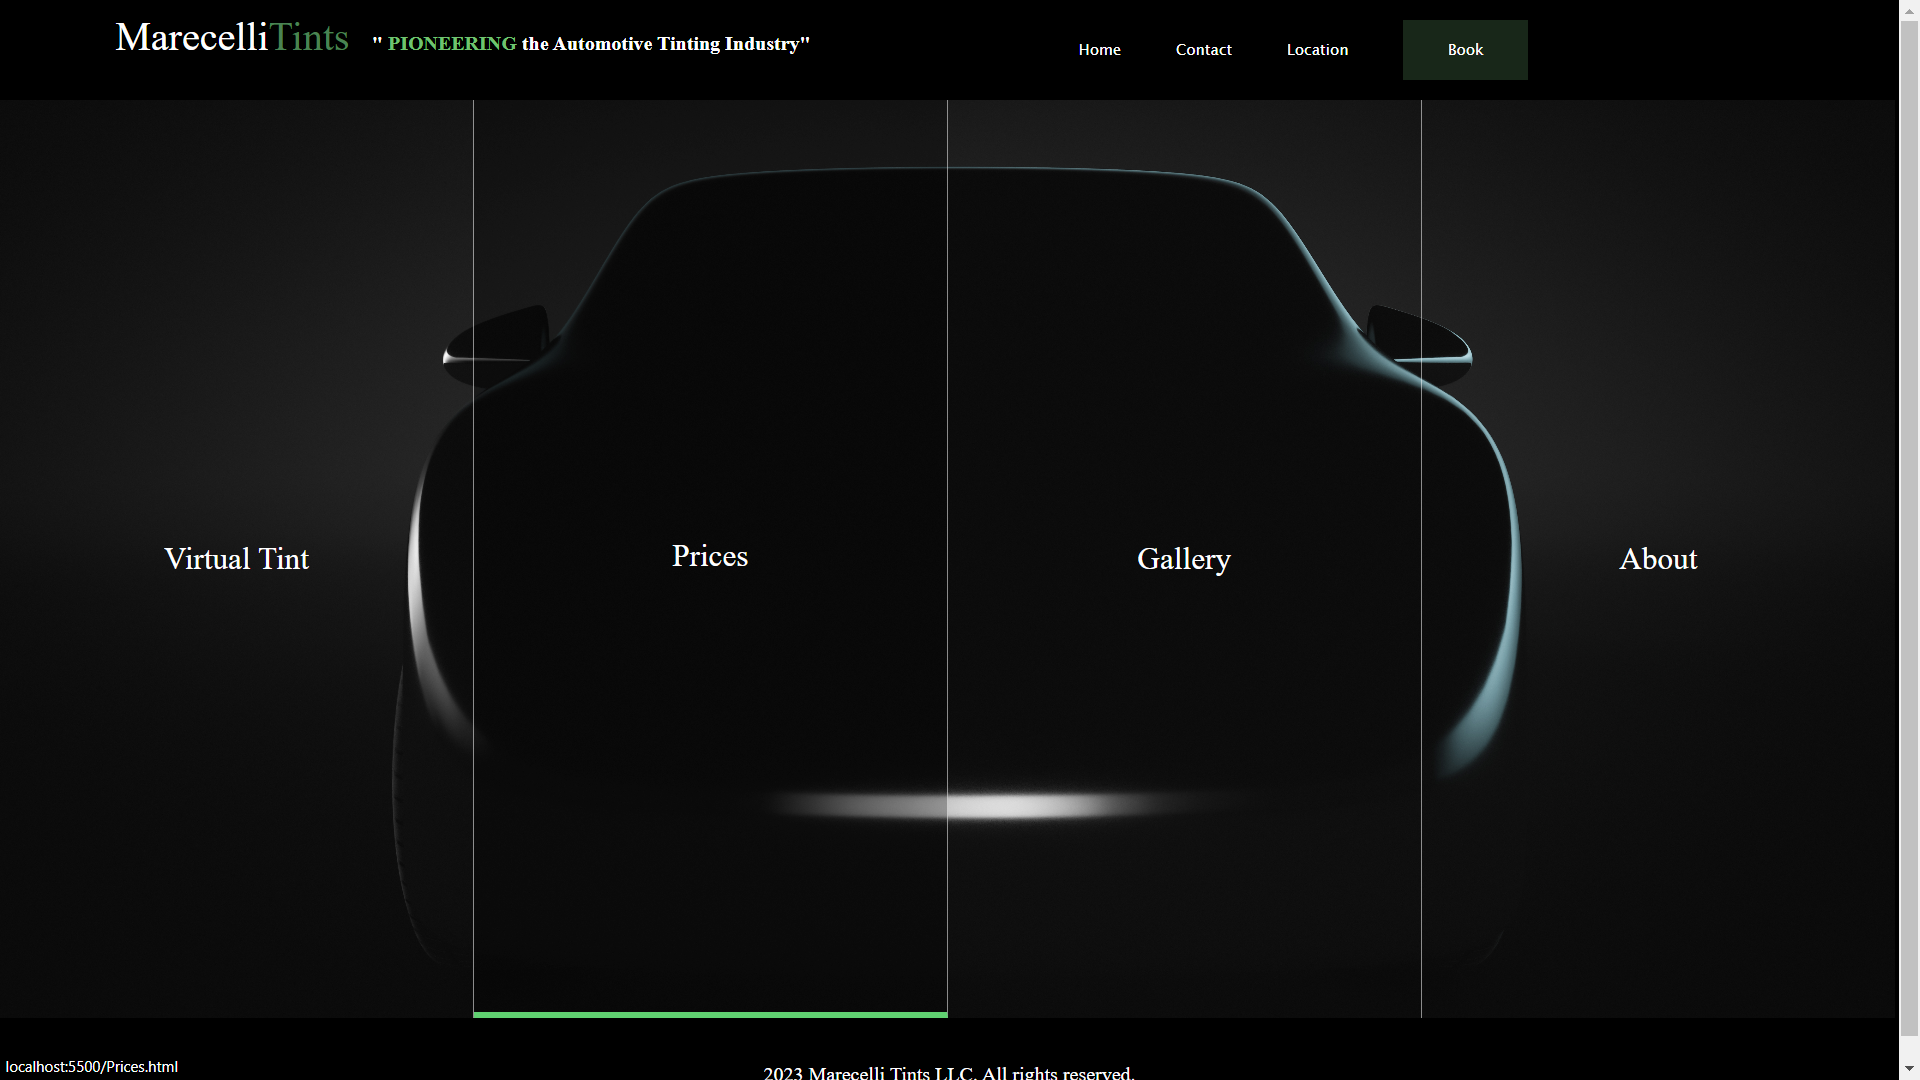 MarecelliTints
" PIONEERING the Automotive Tinting Industry"
Home
Contact
Location
Book
Virtual Tint
Prices
Gallery
About
localhost:5500/Prices.html
2023 Marecelli Tints LLC. All rights reserved.